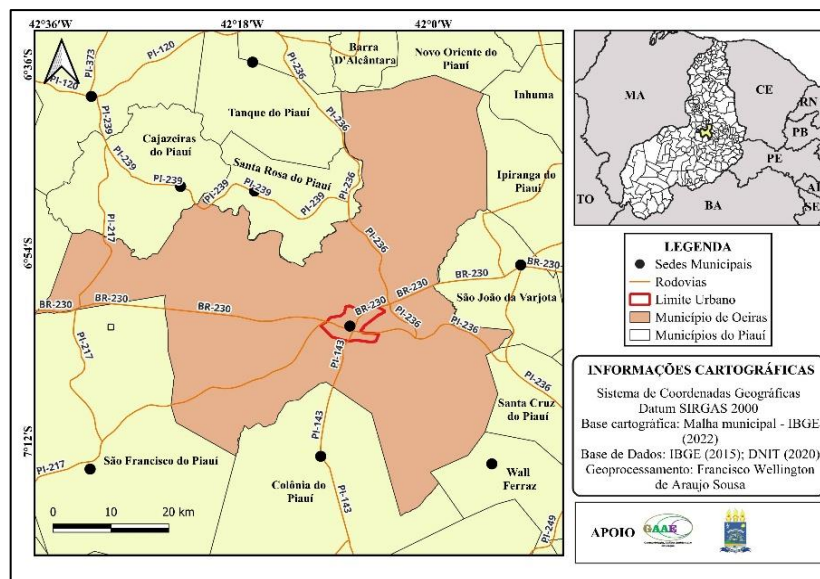 42°36'W
42°18'W
42°0'W
6°36'S
6°54'S
7°12'S
PI-373
PI-120
PI-120
PI-236
Barra
D'Alcântara
Novo Oriente do
Piauí
Inhuma
Tanque do Piauí
PI-236
PI-239
Cajazeiras
do Piauí
PI-239
Santa Rosa do Piauí
PI-239
PI-239
PI-239
PI-239
PI-236
Ipiranga do
Piauí
PI-217
PI-236
BR-230
BR-230
São João da Varjota
BR-230
BR-230
BR-230
BR-230
PI-236
PI-236
PI-217
PI-143
PI-236
Santa Cruz
do Piauí
PI-143
PI-217
São Francisco do Piauí
Colônia do
Piauí
Wall
Ferraz
PI-143
PI-249
0 10 20 km
MA
CE
RN
PB
PE
AL
SE
TO
BA
LEGENDA
Sedes Municipais
Rodovias
Limite Urbano
Município de Oeiras
Municípios do Piauí
INFORMAÇÕES CARTOGRÁFICAS
Sistema de Coordenadas Geográficas
Datum SIRGAS 2000
Base cartográfica: Malha municipal - IBGE
(2022)
Base de Dados: IBGE (2015); DNIT (2020)
Geoprocessamento: Francisco Wellington
de Araujo Sousa
APOIO
GAAE